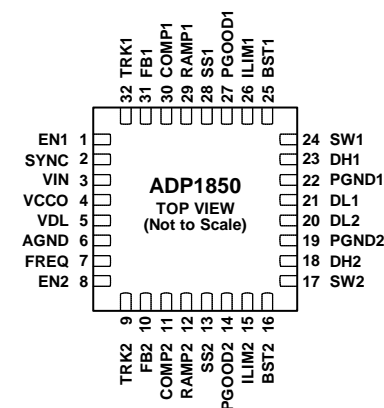 32 TRK1
31 FB1
30 COMP1
29 RAMP1
28 SS1
27 PGOOD1
26 ILIM1
25 BST1
EN1 1
SYNC 2
VIN 3
VCCO 4
VDL 5
AGND 6
FREQ 7
EN2 8
ADP1850
TOP VIEW
(Not to Scale)
24 SW1
23 DH1
22 PGND1
21 DL1
20 DL2
19 PGND2
18 DH2
17 SW2
TRK2 9
FB2 10
COMP2 11
RAMP2 12
SS2 13
PGOOD2 14
ILIM2 15
BST2 16